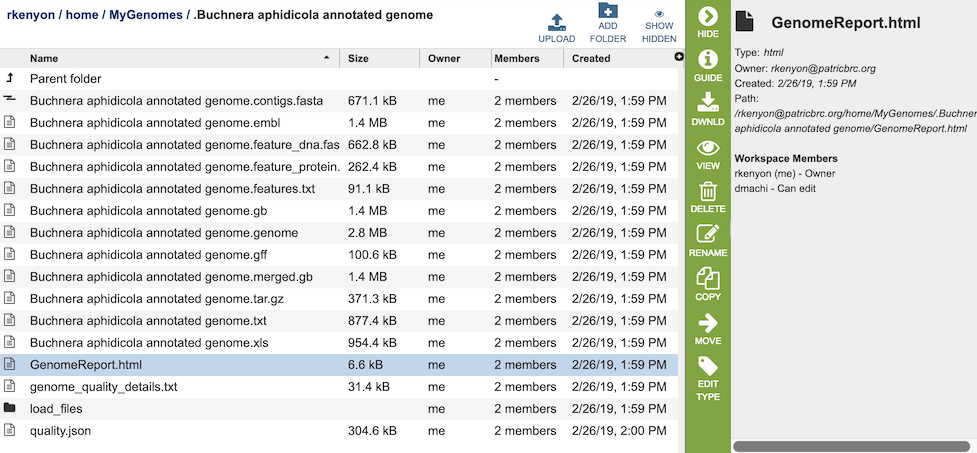 rkenyon / home / MyGenomes / .Buchnera aphidicola annotated genome
UPLOAD
ADD FOLDER
SHOW HIDDEN
Name Size Owner Members Created
Parent folder -
Buchnera aphidicola annotated genome.contigs.fasta 671.1 kB me 2 members 2/26/19, 1:59 PM
Buchnera aphidicola annotated genome.embl 1.4 MB me 2 members 2/26/19, 1:59 PM
Buchnera aphidicola annotated genome.feature_dna.fas 662.8 kB me 2 members 2/26/19, 1:59 PM
Buchnera aphidicola annotated genome.feature_protein. 262.4 kB me 2 members 2/26/19, 1:59 PM
Buchnera aphidicola annotated genome.features.txt 91.1 kB me 2 members 2/26/19, 1:59 PM
Buchnera aphidicola annotated genome.gb 1.4 MB me 2 members 2/26/19, 1:59 PM
Buchnera aphidicola annotated genome.genome 2.8 MB me 2 members 2/26/19, 1:59 PM
Buchnera aphidicola annotated genome.gff 100.6 kB me 2 members 2/26/19, 1:59 PM
Buchnera aphidicola annotated genome.merged.gb 1.4 MB me 2 members 2/26/19, 1:59 PM
Buchnera aphidicola annotated genome.tar.gz 371.3 kB me 2 members 2/26/19, 1:59 PM
Buchnera aphidicola annotated genome.txt 877.4 kB me 2 members 2/26/19, 1:59 PM
Buchnera aphidicola annotated genome.xls 954.4 kB me 2 members 2/26/19, 1:59 PM
GenomeReport.html 6.6 kB me 2 members 2/26/19, 1:59 PM
genome_quality_details.txt 31.4 kB me 2 members 2/26/19, 1:59 PM
load_files me 2 members 2/26/19, 1:59 PM
quality.json 304.6 kB me 2 members 2/26/19, 2:00 PM
HIDE
GUIDE
DWNLD
VIEW
DELETE
RENAME
COPY
MOVE
EDIT
TYPE
GenomeReport.html
Type: html
Owner: rkenyon@patricbrc.org
Created: 2/26/19, 1:59 PM
Path:
/rkenyon@patricbrc.org/home/MyGenomes/.Buchner
aphidicola annotated genome/GenomeReport.html
Workspace Members
rkenyon (me) - Owner
dmachi - Can edit